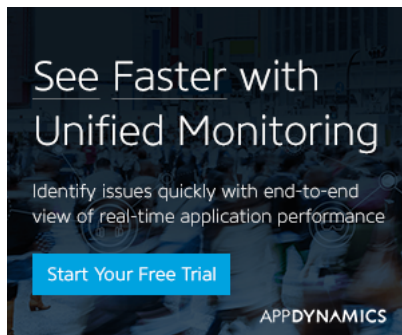 See Faster with
Unified Monitoring
Identify issues quickly with end-to-end
view of real-time application performance
Start Your Free Trial
APPDYNAMICS